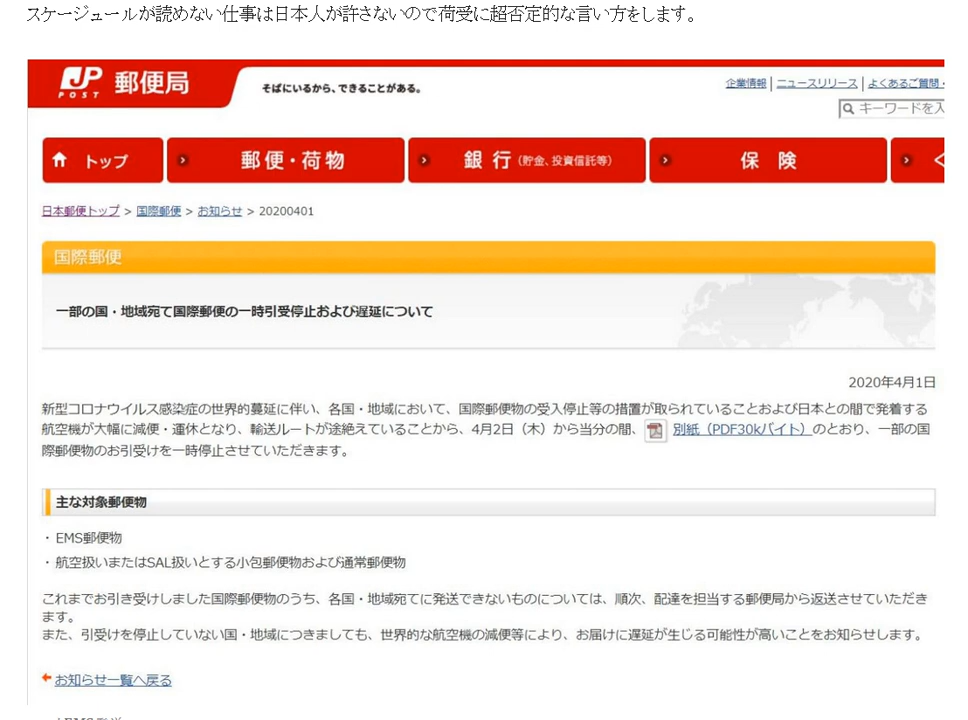 スケージュールが読めない仕事は日本人が許さないので荷受に超否定的な言い方をします。
JP POST 郵便局
そばにいるから、できることがある。
企業情報 | ニュースリリース | よくあるご質問・
キーワードを入
トップ
郵便・荷物
銀行(貯金、投資信託等)
保険
日本郵便トップ > 国際郵便 > お知らせ > 20200401
国際郵便
一部の国・地域宛て国際郵便の一時引受停止および遅延について
2020年4月1日
新型コロナウイルス感染症の世界的蔓延に伴い、各国・地域において、国際郵便物の受入停止等の措置が取られていることおよび日本との間で発着する
航空機が大幅に減便・運休となり、輸送ルートが途絶えていることから、4月2日(木)から当分の間、別紙(PDF30kバイト)のとおり、一部の国
際郵便物のお引受けを一時停止させていただきます。
主な対象郵便物
・EMS郵便物
・航空扱いまたはSAL扱いとする小包郵便物および通常郵便物
これまでお引き受けしました国際郵便物のうち、各国・地域宛てに発送できないものについては、順次、配達を担当する郵便局から返送させていただき
ます。
また、引受けを停止していない国・地域につきましても、世界的な航空機の減便等により、お届けに遅延が生じる可能性が高いことをお知らせします。
お知らせ一覧へ戻る